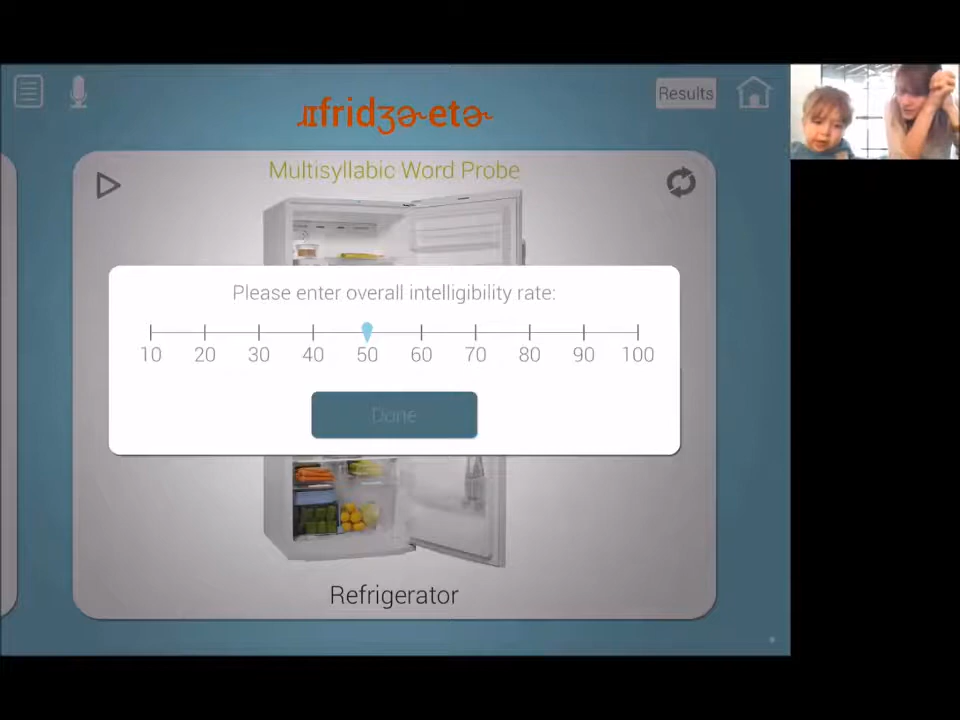 ɹɪfridʒɚetɚ
Results
Multisyllabic Word Probe
Please enter overall intelligibility rate:
10 20 30 40 50 60 70 80 90 100
Done
Refrigerator